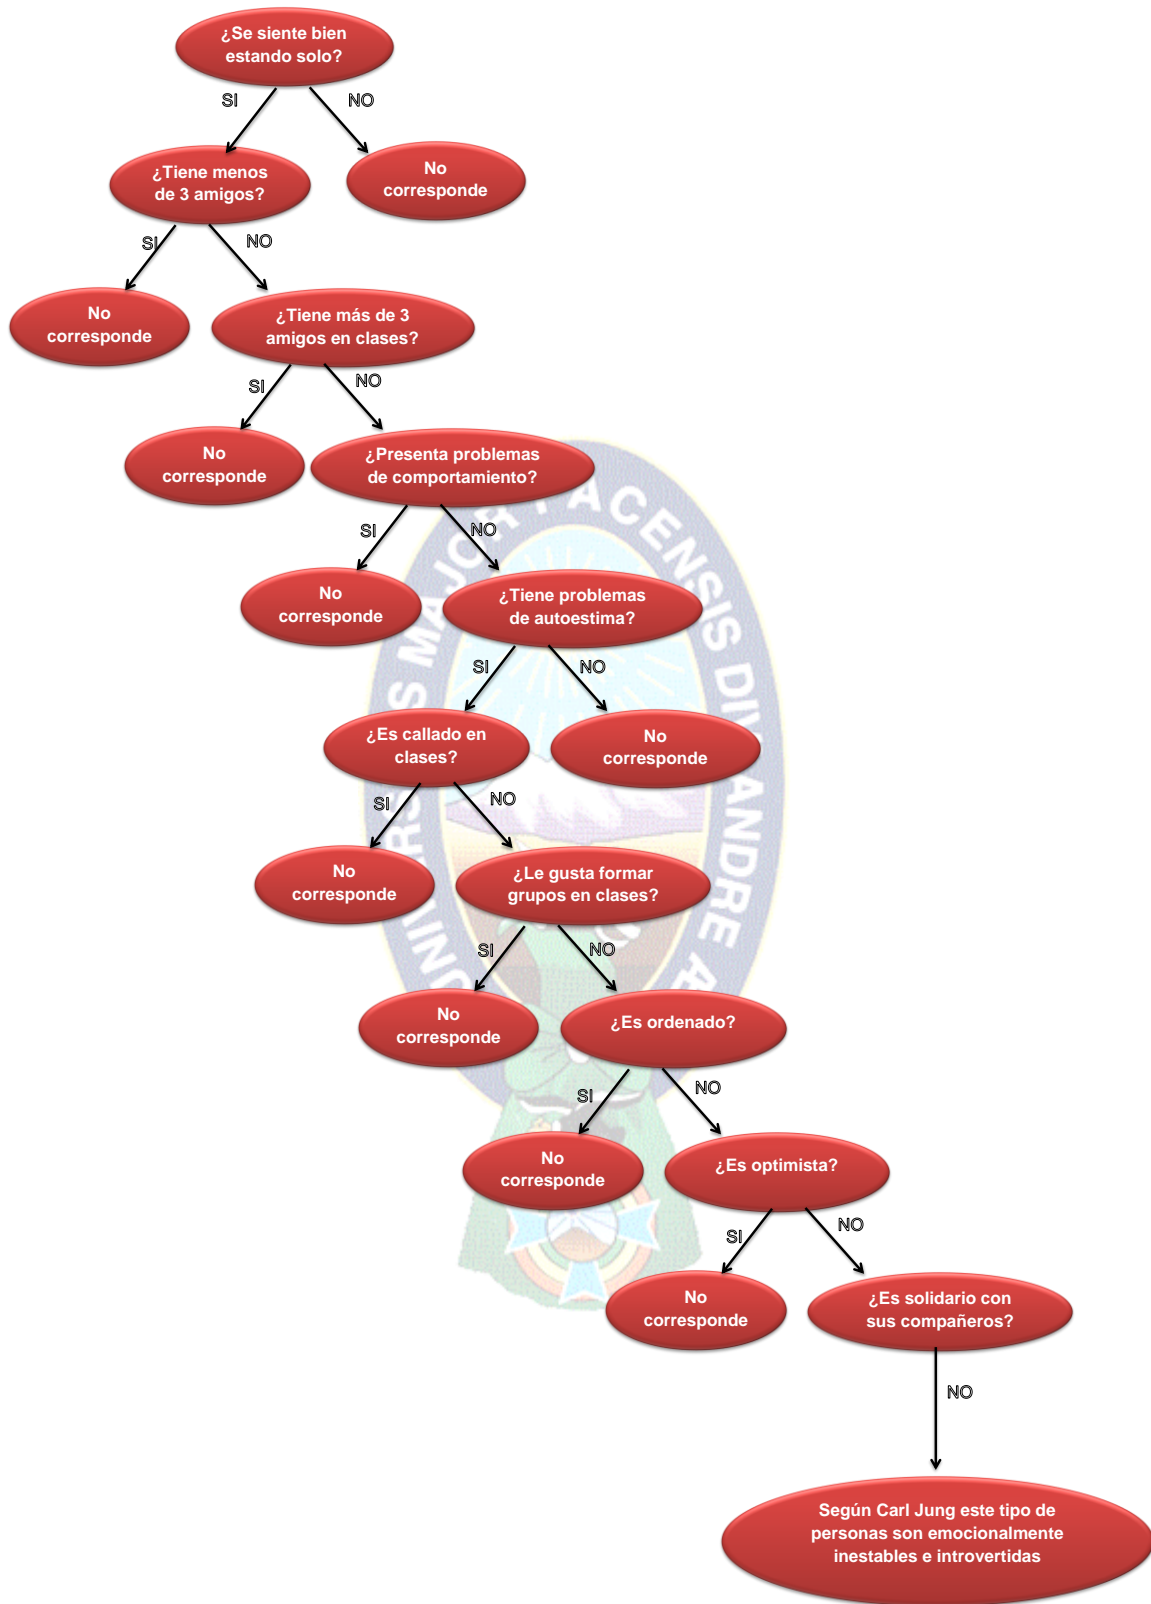 ¿Se siente bien
estando solo?
SI
NO
¿Tiene menos
de 3 amigos?
No
corresponde
SI
NO
No
corresponde
¿Tiene más de 3
amigos en clases?
SI
NO
No
corresponde
¿Presenta problemas
de comportamiento?
SI
NO
No
corresponde
¿Tiene problemas
de autoestima?
SI
NO
¿Es callado en
clases?
No
corresponde
SI
NO
No
corresponde
¿Le gusta formar
grupos en clases?
SI
NO
No
corresponde
¿Es ordenado?
SI
NO
No
corresponde
¿Es optimista?
SI
NO
No
corresponde
¿Es solidario con
sus compañeros?
NO
Según Carl Jung este tipo de
personas son emocionalmente
inestables e introvertidas
MAJOR PACENSIS DIVI ANDRE Æ